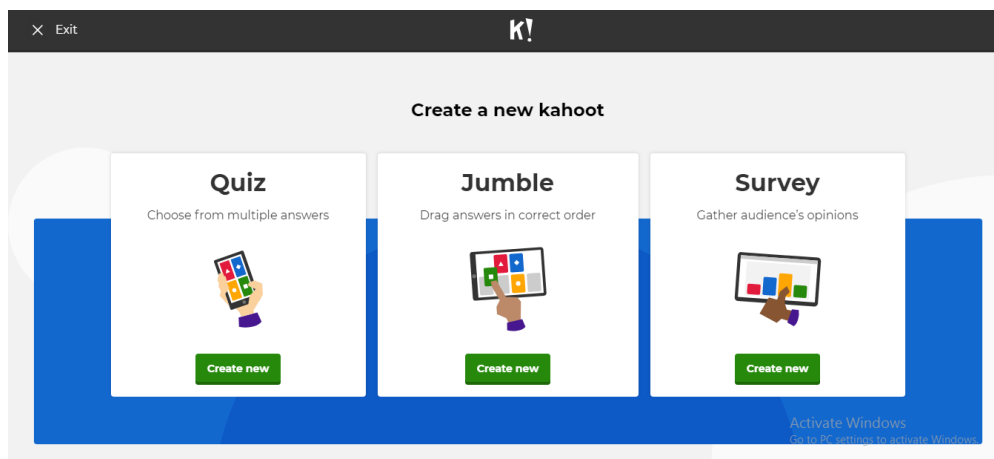 Exit
K!
Create a new kahoot
Quiz
Choose from multiple answers
Create new
Jumble
Drag answers in correct order
Create new
Survey
Gather audience's opinions
Create new
Activate Windows
Go to PC settings to activate Windows.